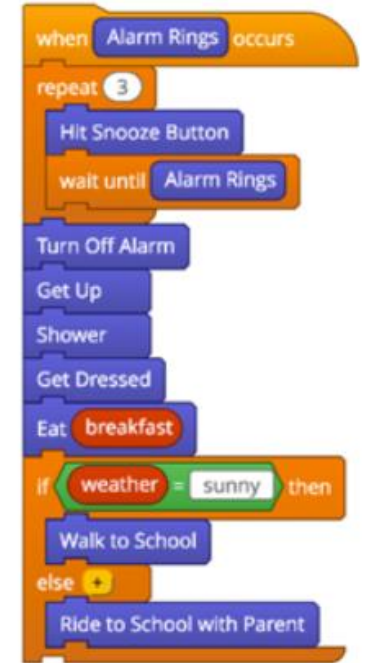 when Alarm Rings occurs
repeat 3
Hit Snooze Button
wait until Alarm Rings
Turn Off Alarm
Get Up
Shower
Get Dressed
Eat breakfast
if weather = sunny then
Walk to School
else +
Ride to School with Parent